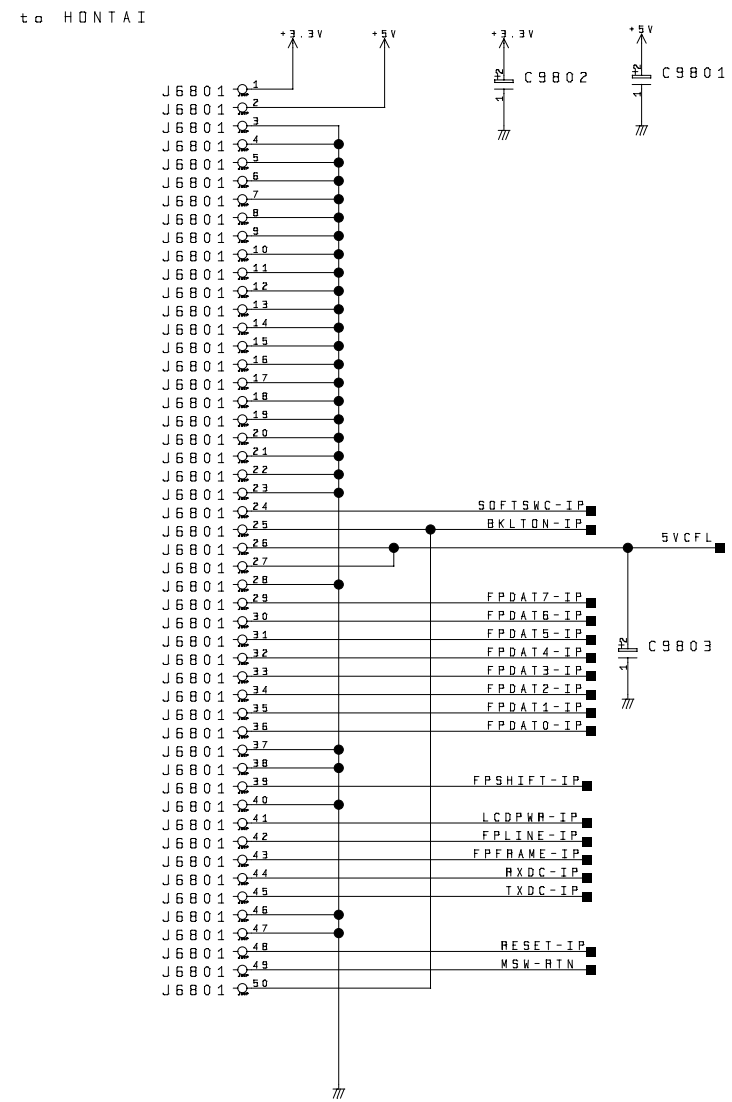 to HONTAI
+3.3V +5V +3.3V +5V
+2 C9802 +2 C9801
1 1
J6801 1
J6801 2
J6801 3
J6801 4
J6801 5
J6801 6
J6801 7
J6801 8
J6801 9
J6801 10
J6801 11
J6801 12
J6801 13
J6801 14
J6801 15
J6801 16
J6801 17
J6801 18
J6801 19
J6801 20
J6801 21
J6801 22
J6801 23
J6801 24 SOFTSWC-IP
J6801 25 BKLTON-IP
J6801 26 5VCFL
J6801 27
J6801 28
J6801 29 FPDAT7-IP
J6801 30 FPDAT6-IP
J6801 31 FPDAT5-IP
+2 C9803
J6801 32 FPDAT4-IP
1
J6801 33 FPDAT3-IP
J6801 34 FPDAT2-IP
J6801 35 FPDAT1-IP
J6801 36 FPDAT0-IP
J6801 37
J6801 38
J6801 39 FPSHIFT-IP
J6801 40
J6801 41 LCDPWR-IP
J6801 42 FPLINE-IP
J6801 43 FPFRAME-IP
J6801 44 RXDC-IP
J6801 45 TXDC-IP
J6801 46
J6801 47
J6801 48 RESET-IP
J6801 49 MSW-RTN
J6801 50